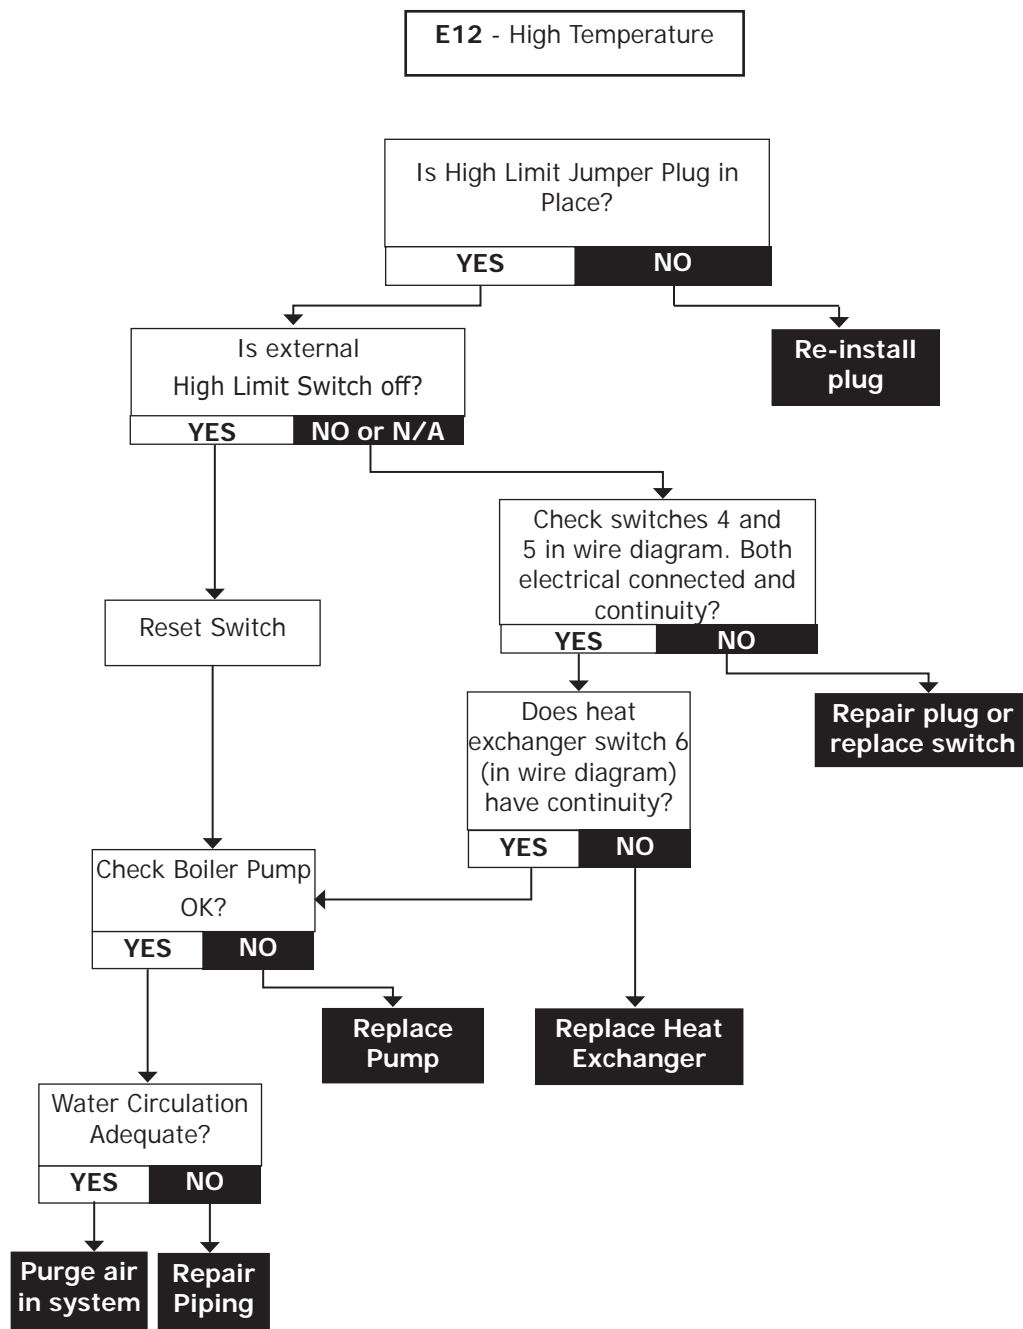 E12 - High Temperature
Is High Limit Jumper Plug in
Place?
YES
NO
Is external
High Limit Switch off?
YES
NO or N/A
Re-install
plug
Check switches 4 and
5 in wire diagram. Both
electrical connected and
continuity?
YES
NO
Reset Switch
Does heat
exchanger switch 6
(in wire diagram)
have continuity?
YES
NO
Repair plug or
replace switch
Check Boiler Pump
OK?
YES
NO
Replace
Pump
Replace Heat
Exchanger
Water Circulation
Adequate?
YES
NO
Purge air
in system
Repair
Piping